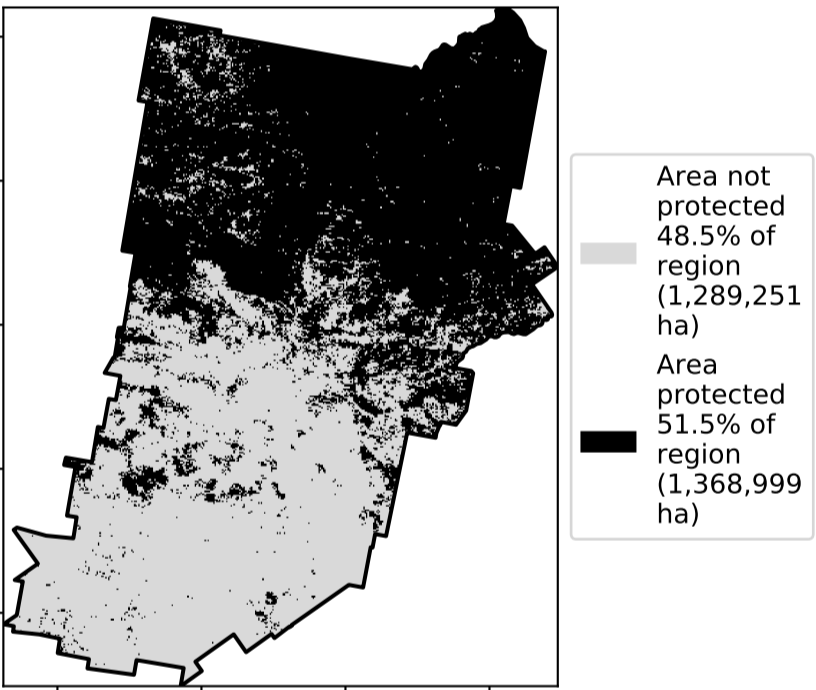 Area not
protected
48.5% of
region
(1,289,251
ha)
Area
protected
51.5% of
region
(1,368,999
ha)